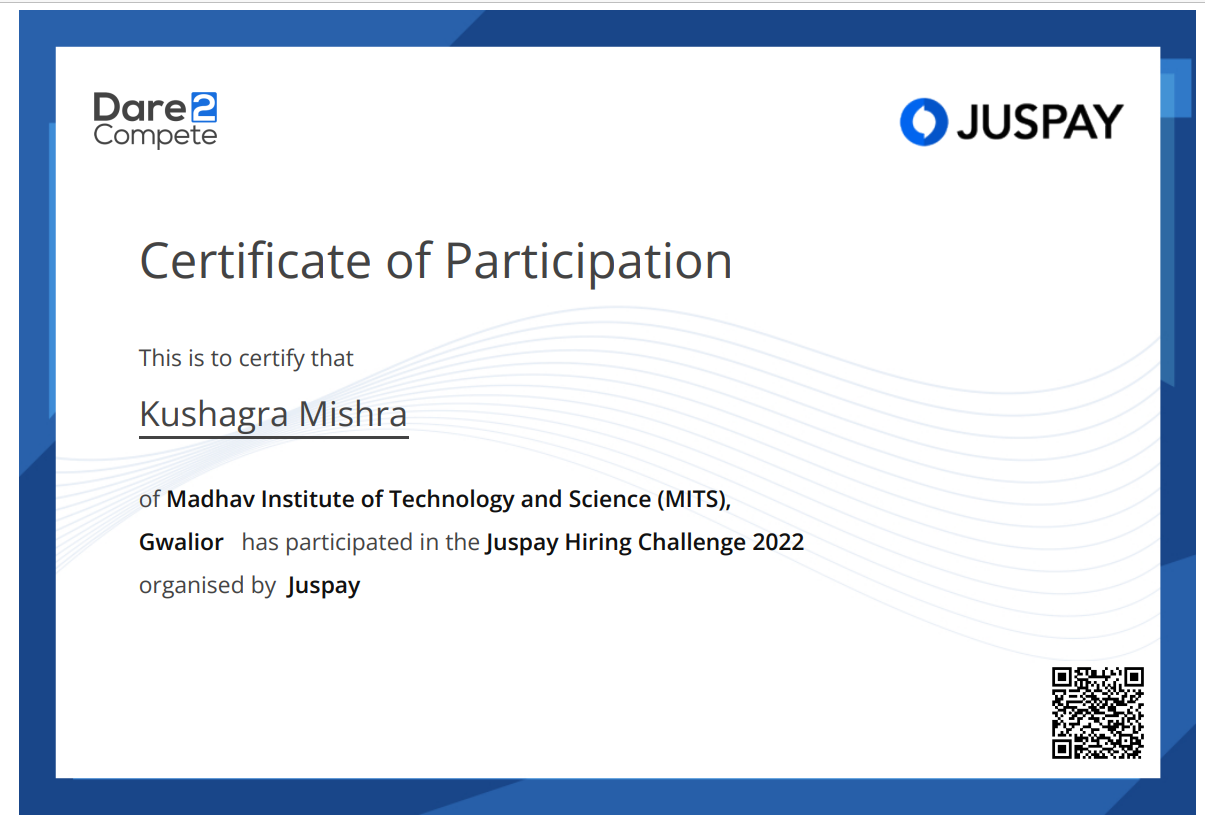 Dare2
Compete
JUSPAY
Certificate of Participation
This is to certify that
Kushagra Mishra
of Madhav Institute of Technology and Science (MITS),
Gwalior has participated in the Juspay Hiring Challenge 2022
organised by Juspay